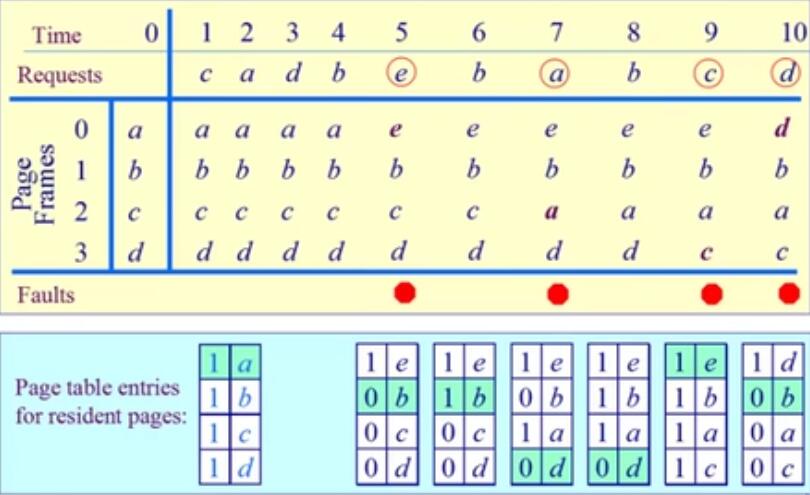 Time 0 1 2 3 4 5 6 7 8 9 10
Requests c a d b e b a b c d
Page Frames
0 a a a a a e e e e e d
1 b b b b b b b b b b b
2 c c c c c c c a a a a
3 d d d d d d d d d c c
Faults
Page table entries
for resident pages:
1 a 1 e 1 e 1 e 1 e 1 e 1 d
1 b 0 b 1 b 0 b 1 b 1 b 0 b
1 c 0 c 0 c 1 a 1 a 1 a 0 a
1 d 0 d 0 d 0 d 0 d 1 c 0 c